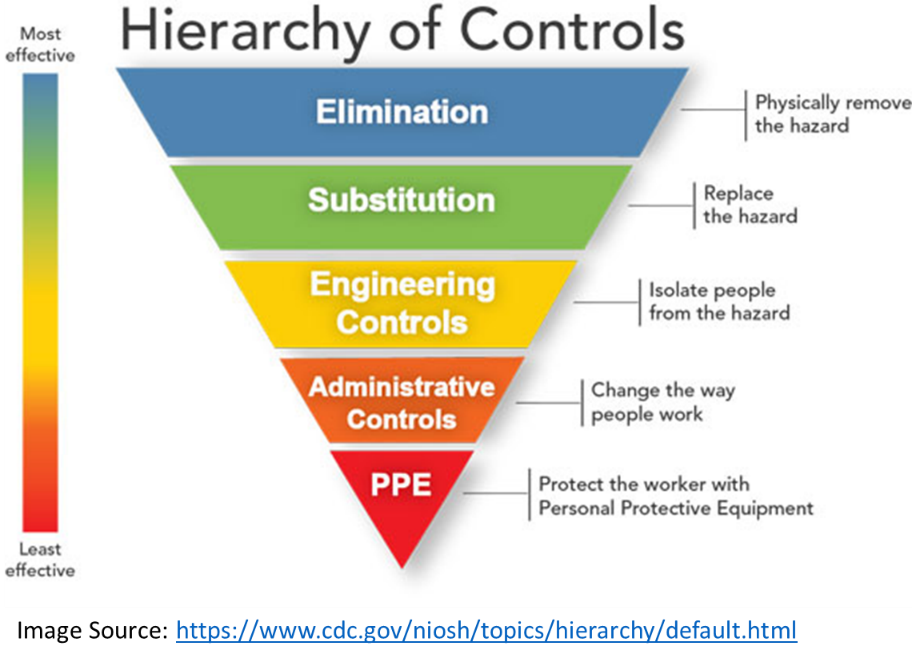 Hierarchy of Controls
Most
effective
Elimination
Physically remove
the hazard
Substitution
Replace
the hazard
Engineering
Controls
Isolate people
from the hazard
Administrative
Controls
Change the way
people work
PPE
Protect the worker with
Personal Protective Equipment
Least
effective
Image Source: https://www.cdc.gov/niosh/topics/hierarchy/default.html